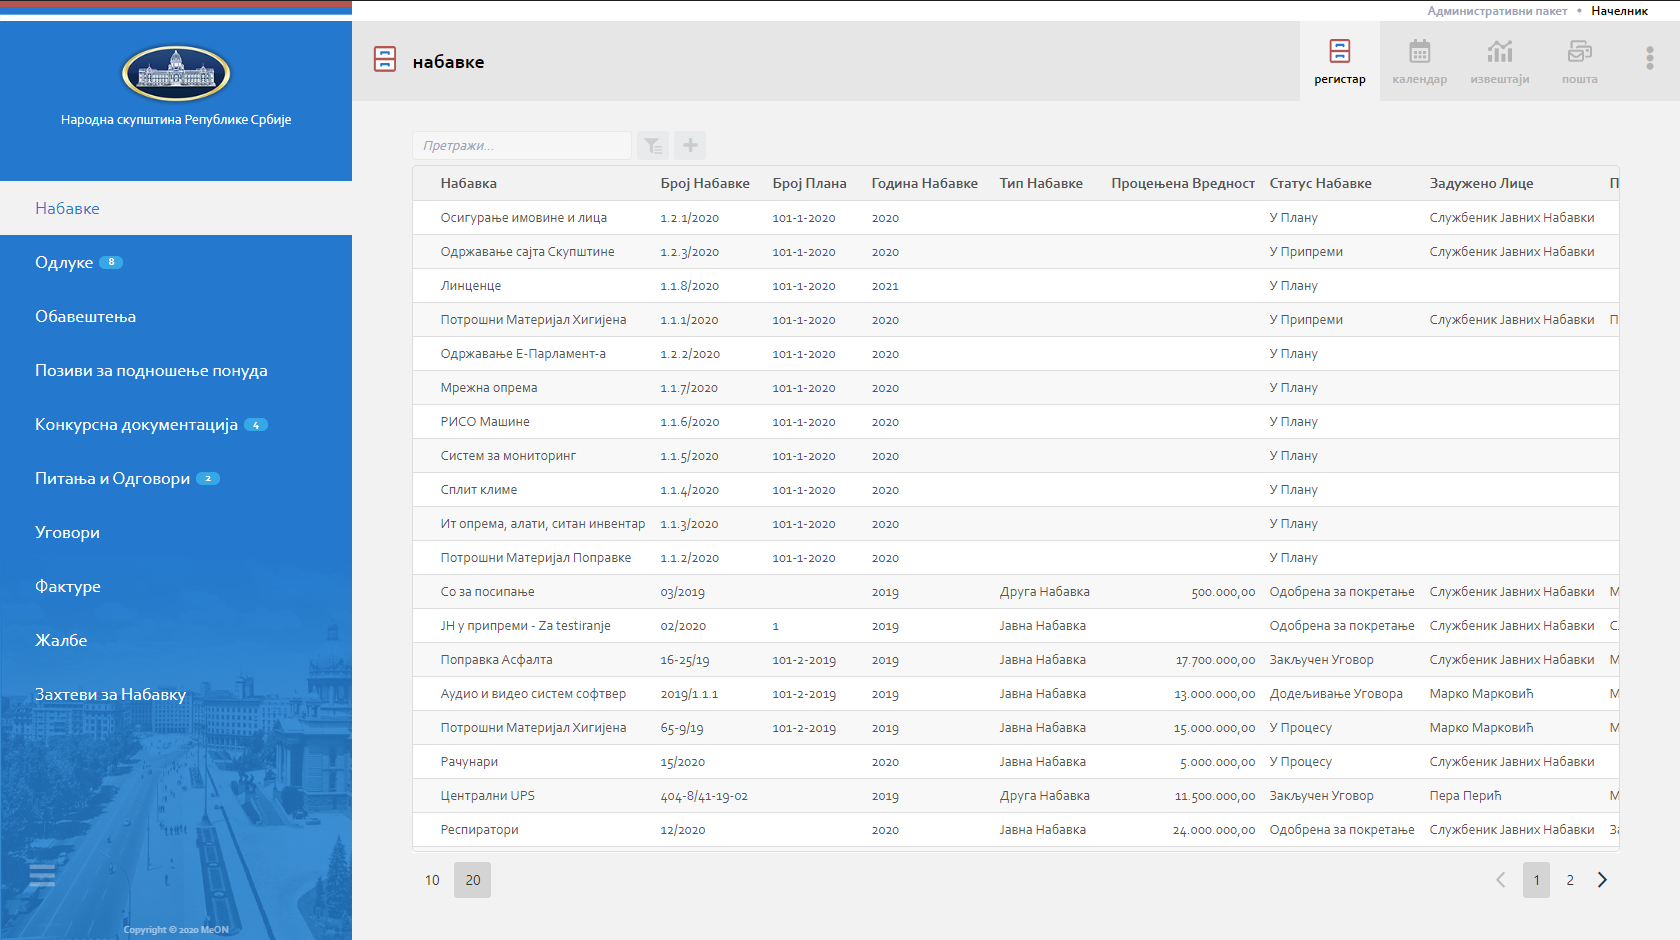 Административни пакет • Начелник
Народна скупштина Републике Србије
набавке
регистар
календар
извештаји
пошта
Набавке
Одлуке 8
Обавештења
Позиви за подношење понуда
Конкурсна документација 4
Питања и Одговори 2
Уговори
Фактуре
Жалбе
Захтеви за Набавку
Copyright © 2020 MeON
Претражи...
Набавка Број Набавке Број Плана Година Набавке Тип Набавке Процењена Вредност Статус Набавке Задужено Лице П
Осигурање имовине и лица 1.2.1/2020 101-1-2020 2020 У Плану Службеник Јавних Набавки
Одржавање сајта Скупштине 1.2.3/2020 101-1-2020 2020 У Припреми Службеник Јавних Набавки
Линценце 1.1.8/2020 101-1-2020 2021 У Плану
Потрошни Материјал Хигијена 1.1.1/2020 101-1-2020 2020 У Припреми Службеник Јавних Набавки П
Одржавање Е-Парламент-а 1.2.2/2020 101-1-2020 2020 У Плану
Мрежна опрема 1.1.7/2020 101-1-2020 2020 У Плану
РИСО Машине 1.1.6/2020 101-1-2020 2020 У Плану
Систем за мониторинг 1.1.5/2020 101-1-2020 2020 У Плану
Сплит климе 1.1.4/2020 101-1-2020 2020 У Плану
Ит опрема, алати, ситан инвентар 1.1.3/2020 101-1-2020 2020 У Плану
Потрошни Материјал Поправке 1.1.2/2020 101-1-2020 2020 У Плану
Со за посипање 03/2019 2019 Друга Набавка 500.000,00 Одобрена за покретање Службеник Јавних Набавки М
ЈН у припреми - Za testiranje 02/2020 1 2019 Јавна Набавка Одобрена за покретање Службеник Јавних Набавки С
Поправка Асфалта 16-25/19 101-2-2019 2019 Јавна Набавка 17.700.000,00 Закључен Уговор Службеник Јавних Набавки М
Аудио и видео систем софтвер 2019/1.1.1 101-2-2019 2019 Јавна Набавка 13.000.000,00 Додељивање Уговора Марко Марковић М
Потрошни Материјал Хигијена 65-9/19 101-2-2019 2019 Јавна Набавка 15.000.000,00 У Процесу Марко Марковић М
Рачунари 15/2020 2020 Јавна Набавка 5.000.000,00 У Процесу Службеник Јавних Набавки
Централни UPS 404-8/41-19-02 2019 Друга Набавка 11.500.000,00 Закључен Уговор Пера Перић М
Респиратори 12/2020 2020 Јавна Набавка 24.000.000,00 Одобрена за покретање Службеник Јавних Набавки За
10 20
1 2